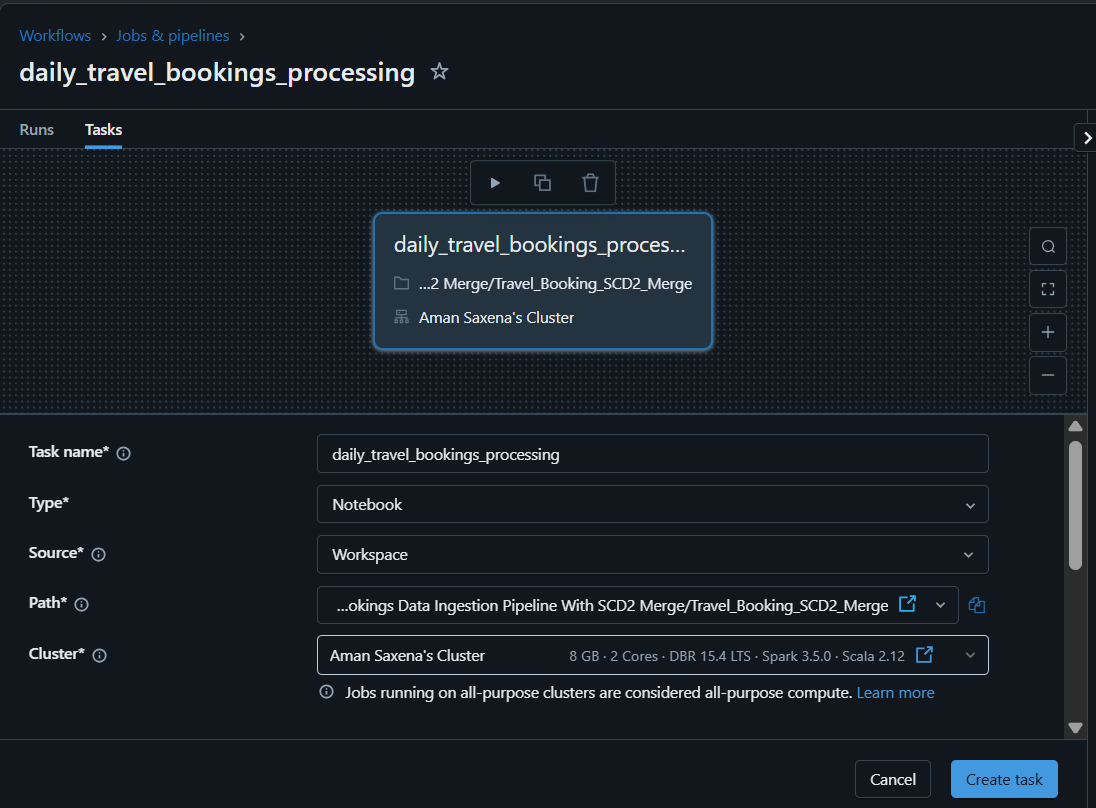 Workflows › Jobs & pipelines ›
daily_travel_bookings_processing
Runs Tasks
daily_travel_bookings_proces...
...2 Merge/Travel_Booking_SCD2_Merge
Aman Saxena's Cluster
Task name* daily_travel_bookings_processing
Type* Notebook
Source* Workspace
Path* ...okings Data Ingestion Pipeline With SCD2 Merge/Travel_Booking_SCD2_Merge
Cluster* Aman Saxena's Cluster 8 GB · 2 Cores · DBR 15.4 LTS · Spark 3.5.0 · Scala 2.12
Jobs running on all-purpose clusters are considered all-purpose compute. Learn more
Cancel Create task